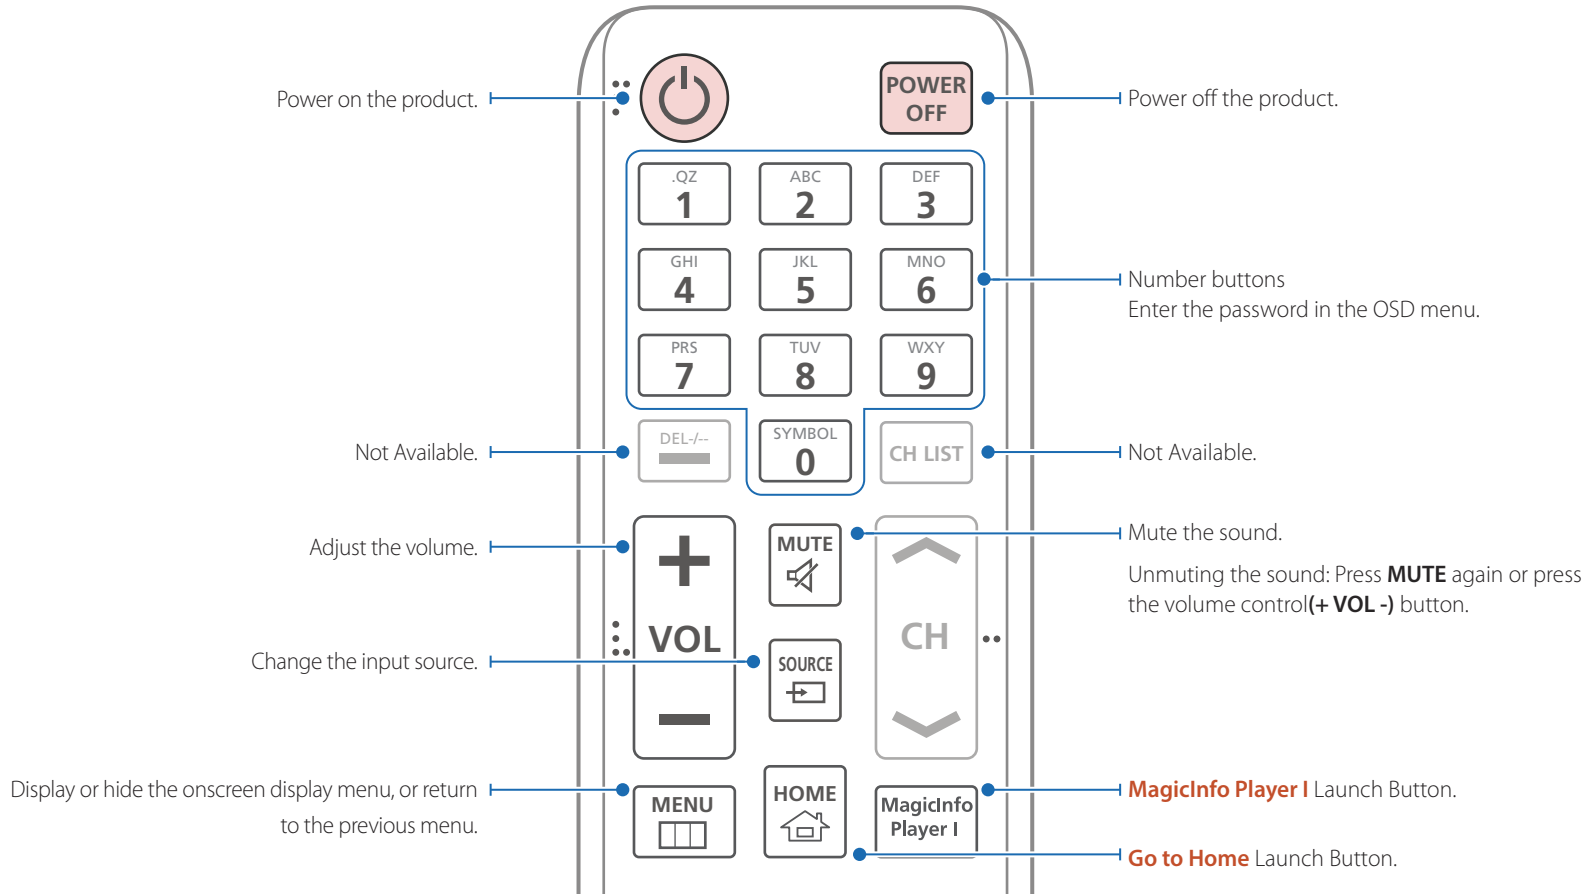 Power on the product.
POWER
OFF
Power off the product.
.QZ
1
ABC
2
DEF
3
GHI
4
JKL
5
MNO
6
Number buttons
Enter the password in the OSD menu.
PRS
7
TUV
8
WXY
9
Not Available.
DEL-/--
SYMBOL
0
CH LIST
Not Available.
Adjust the volume.
+
VOL
MUTE
CH
Mute the sound.
Unmuting the sound: Press MUTE again or press
the volume control(+ VOL -) button.
Change the input source.
SOURCE
Display or hide the onscreen display menu, or return
to the previous menu.
MENU
HOME
MagicInfo
Player I
MagicInfo Player I Launch Button.
Go to Home Launch Button.